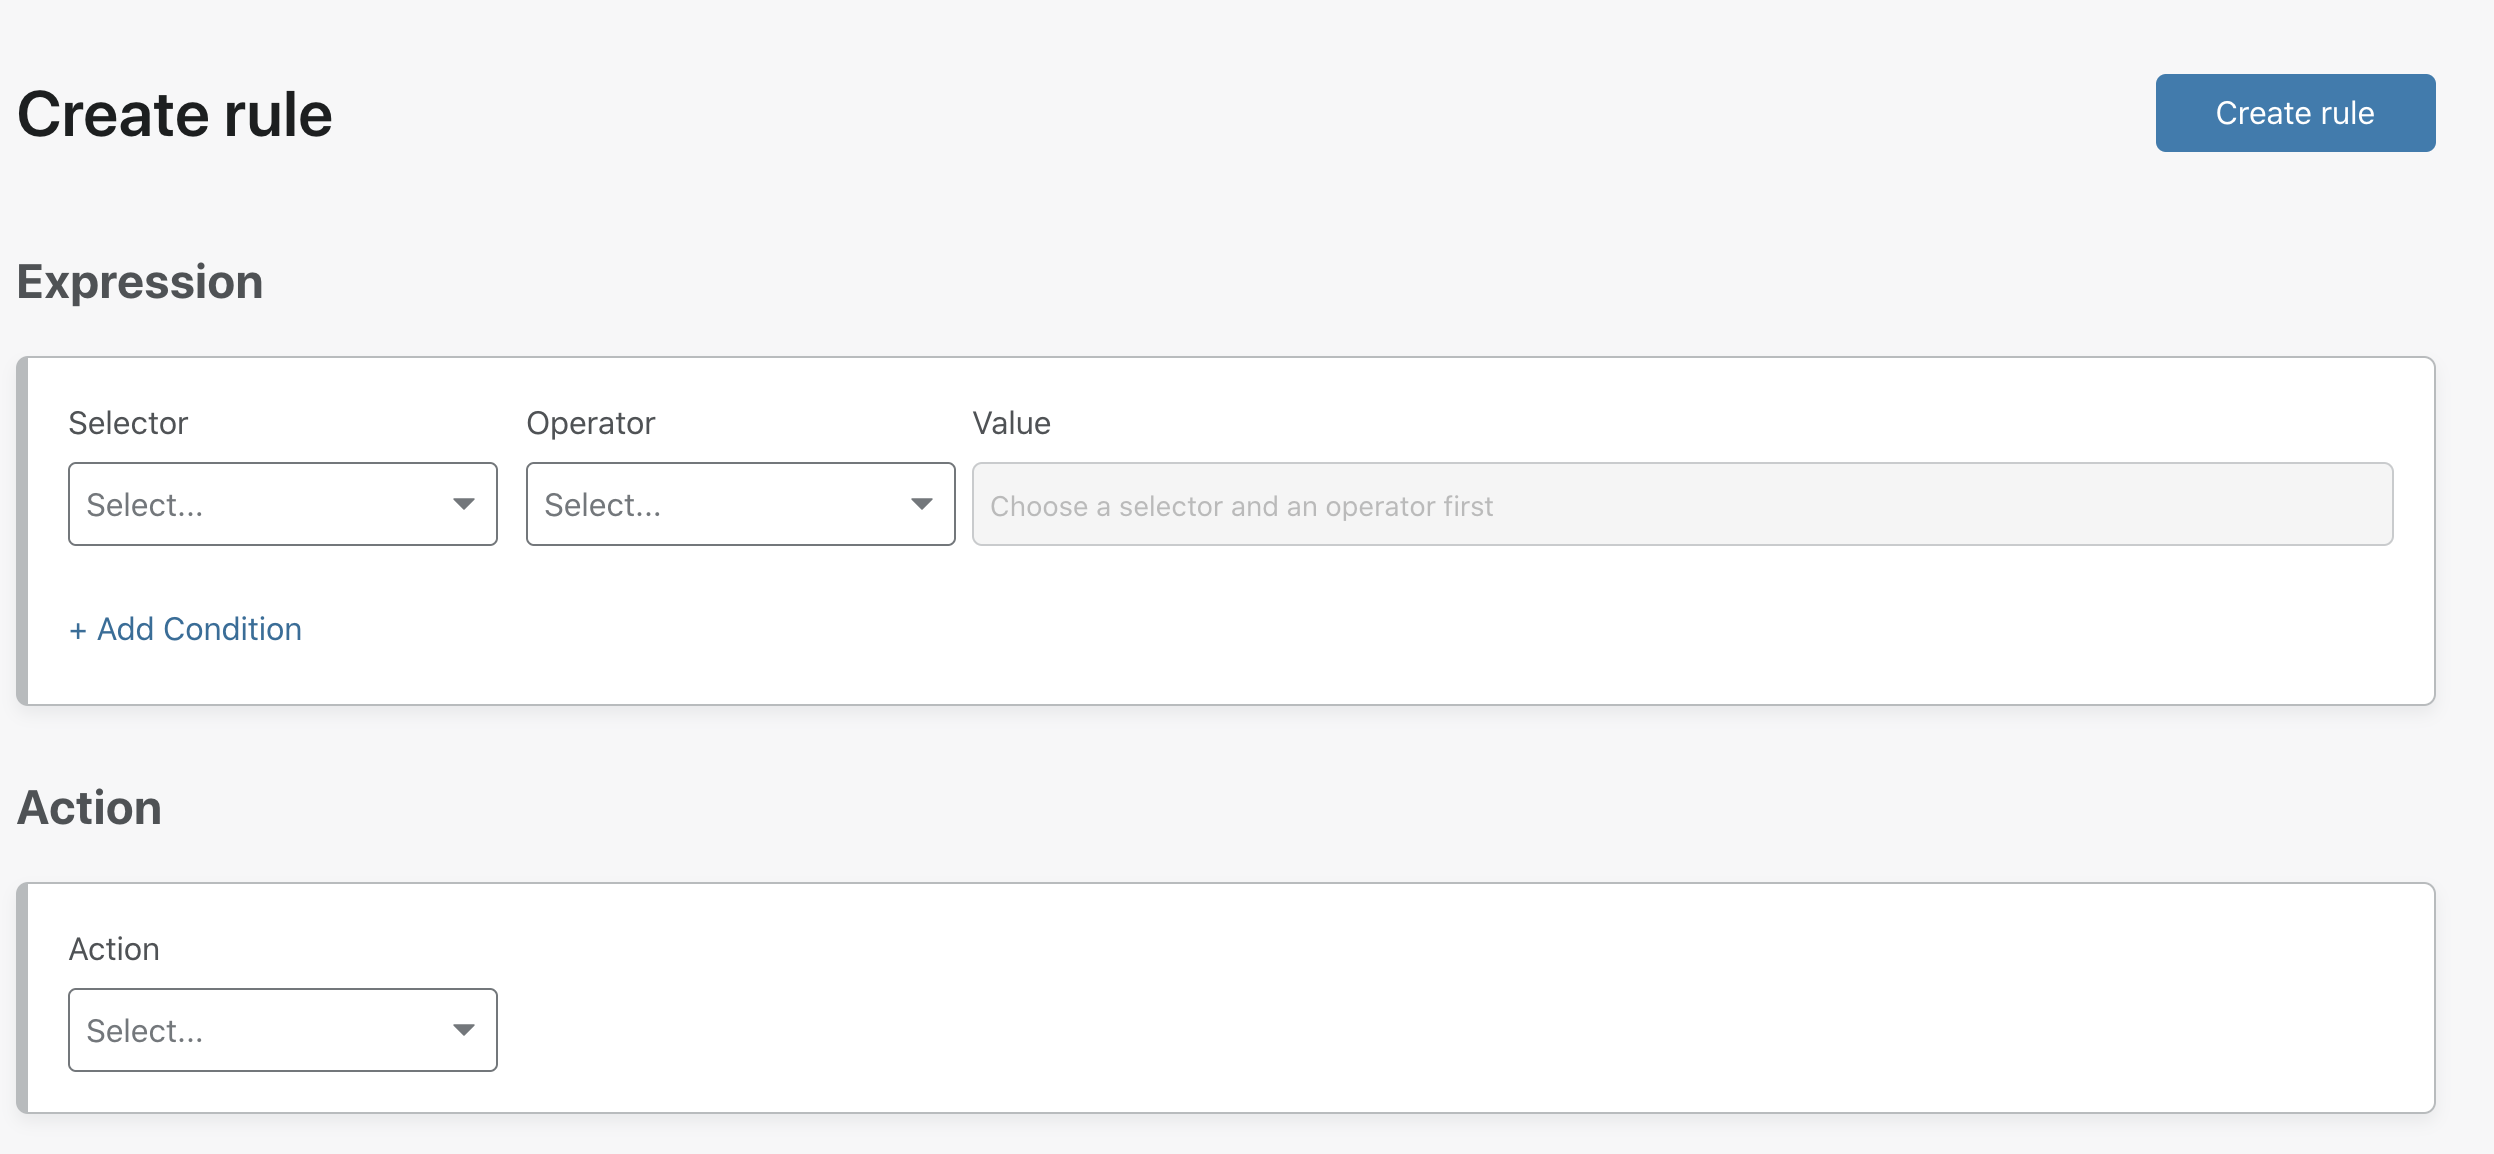 Create rule
Create rule
Expression
Selector Operator Value
Select... Select... Choose a selector and an operator first
+ Add Condition
Action
Action
Select...